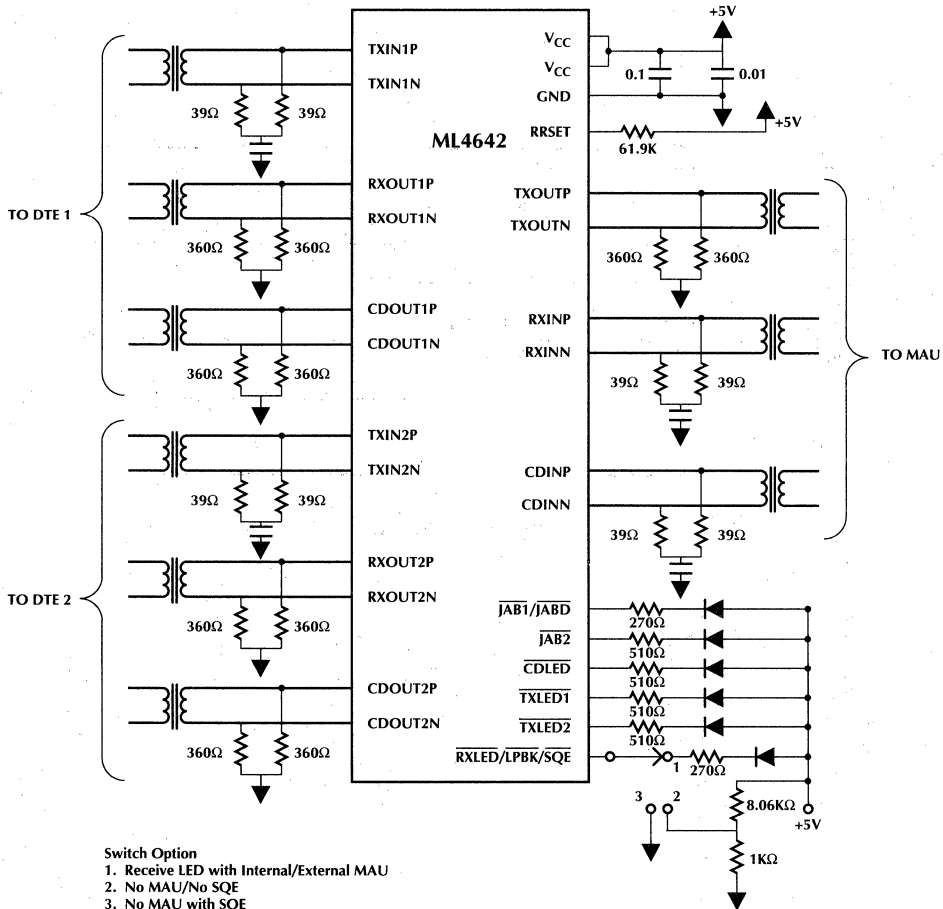 ML4642
TO DTE 1
TXIN1P
TXIN1N
39Ω 39Ω
RXOUT1P
RXOUT1N
360Ω 360Ω
CDOUT1P
CDOUT1N
360Ω 360Ω
TO DTE 2
TXIN2P
TXIN2N
39Ω 39Ω
RXOUT2P
RXOUT2N
360Ω 360Ω
CDOUT2P
CDOUT2N
360Ω 360Ω
+5V
VCC
VCC
0.1 0.01
GND
RRSET
61.9K
+5V
TXOUTP
TXOUTN
360Ω 360Ω
RXINP
RXINN
39Ω 39Ω
TO MAU
CDINP
CDINN
39Ω 39Ω
JAB1/JABD
270Ω
JAB2
510Ω
CDLED
510Ω
TXLED1
510Ω
TXLED2
510Ω
RXLED/LPBK/SQE
1
270Ω
3 2
8.06KΩ
+5V
1KΩ
Switch Option
1. Receive LED with Internal/External MAU
2. No MAU/No SQE
3. No MAU with SQE